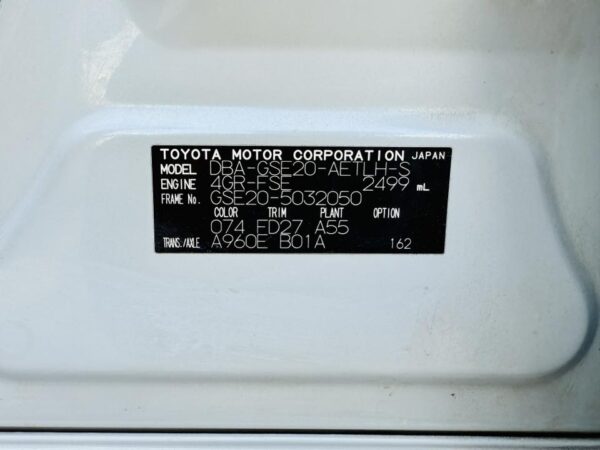 TOYOTA MOTOR CORPORATION JAPAN
MODEL DBA-GSE20-AETLH-S
ENGINE 4GR-FSE 2499 mL
FRAME No. GSE20-5032050
COLOR TRIM PLANT OPTION
074 FD27 A55
TRANS./AXLE A960E B01A 162